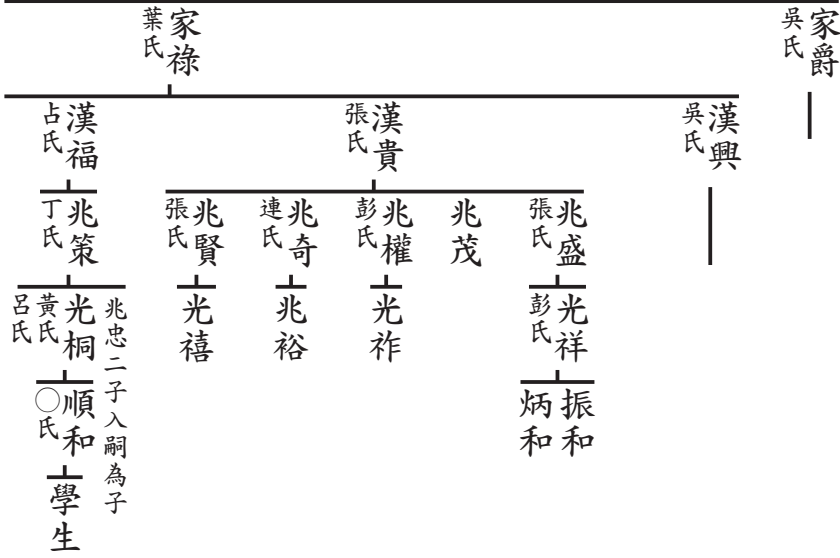 家爵
吳氏
家祿
葉氏
漢興
吳氏
漢貴
張氏
漢福
占氏
兆盛
張氏
兆茂
兆權
彭氏
兆奇
連氏
兆賢
張氏
兆策
丁氏
光祥
彭氏
光祚
兆裕
光禧
兆忠二子入嗣為子
光桐
黃氏
呂氏
振和
炳和
順和
〇氏
學生